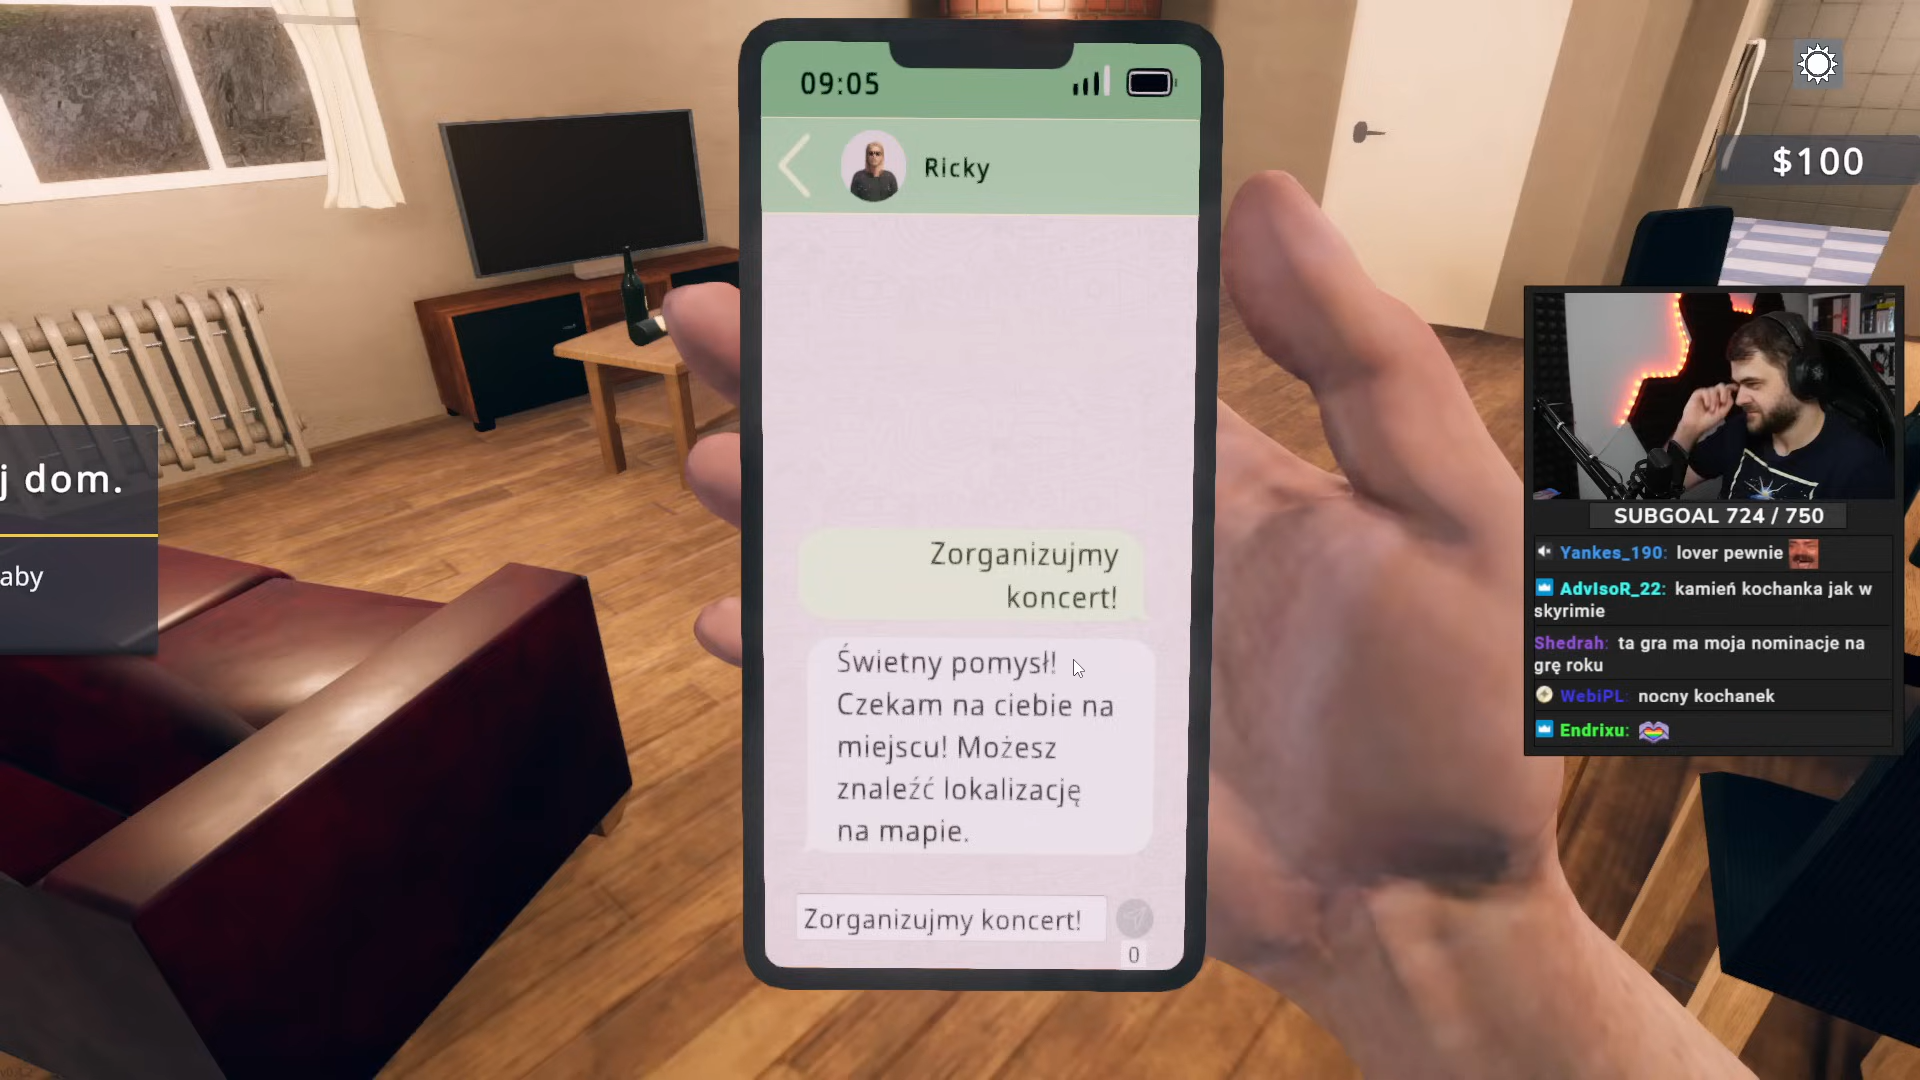 09:05
Ricky
$100
j dom.
aby
Zorganizujmy
koncert!
Świetny pomysł!
Czekam na ciebie na
miejscu! Możesz
znaleźć lokalizację
na mapie.
Zorganizujmy koncert!
0
SUBGOAL 724 / 750
Yankes_190: lover pewnie
AdvIsoR_22: kamień kochanka jak w
skyrimie
Shedrah: ta gra ma moja nominacje na
grę roku
WebiPL: nocny kochanek
Endrixu: